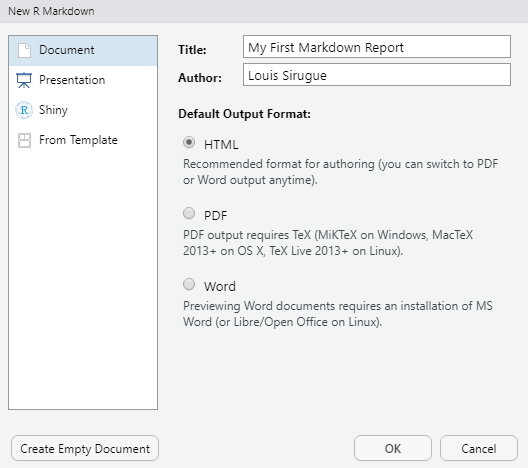 New R Markdown
Document
Presentation
R Shiny
From Template
Title: My First Markdown Report
Author: Louis Sirugue
Default Output Format:
HTML
Recommended format for authoring (you can switch to PDF
or Word output anytime).
PDF
PDF output requires TeX (MiKTeX on Windows, MacTeX
2013+ on OS X, TeX Live 2013+ on Linux).
Word
Previewing Word documents requires an installation of MS
Word (or Libre/Open Office on Linux).
Create Empty Document
OK
Cancel